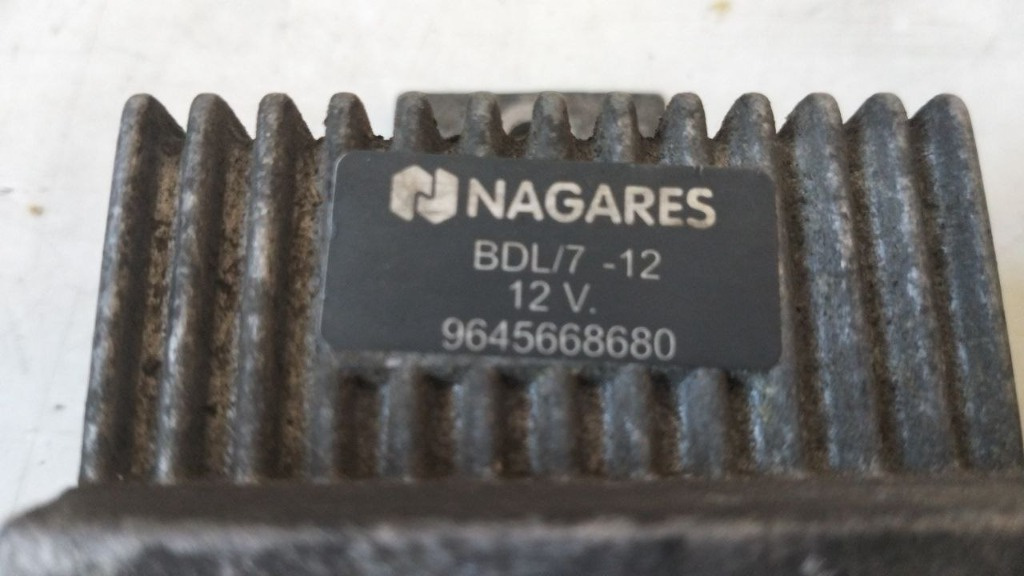 NAGARES
BDL/7 -12
12 V.
9645668680